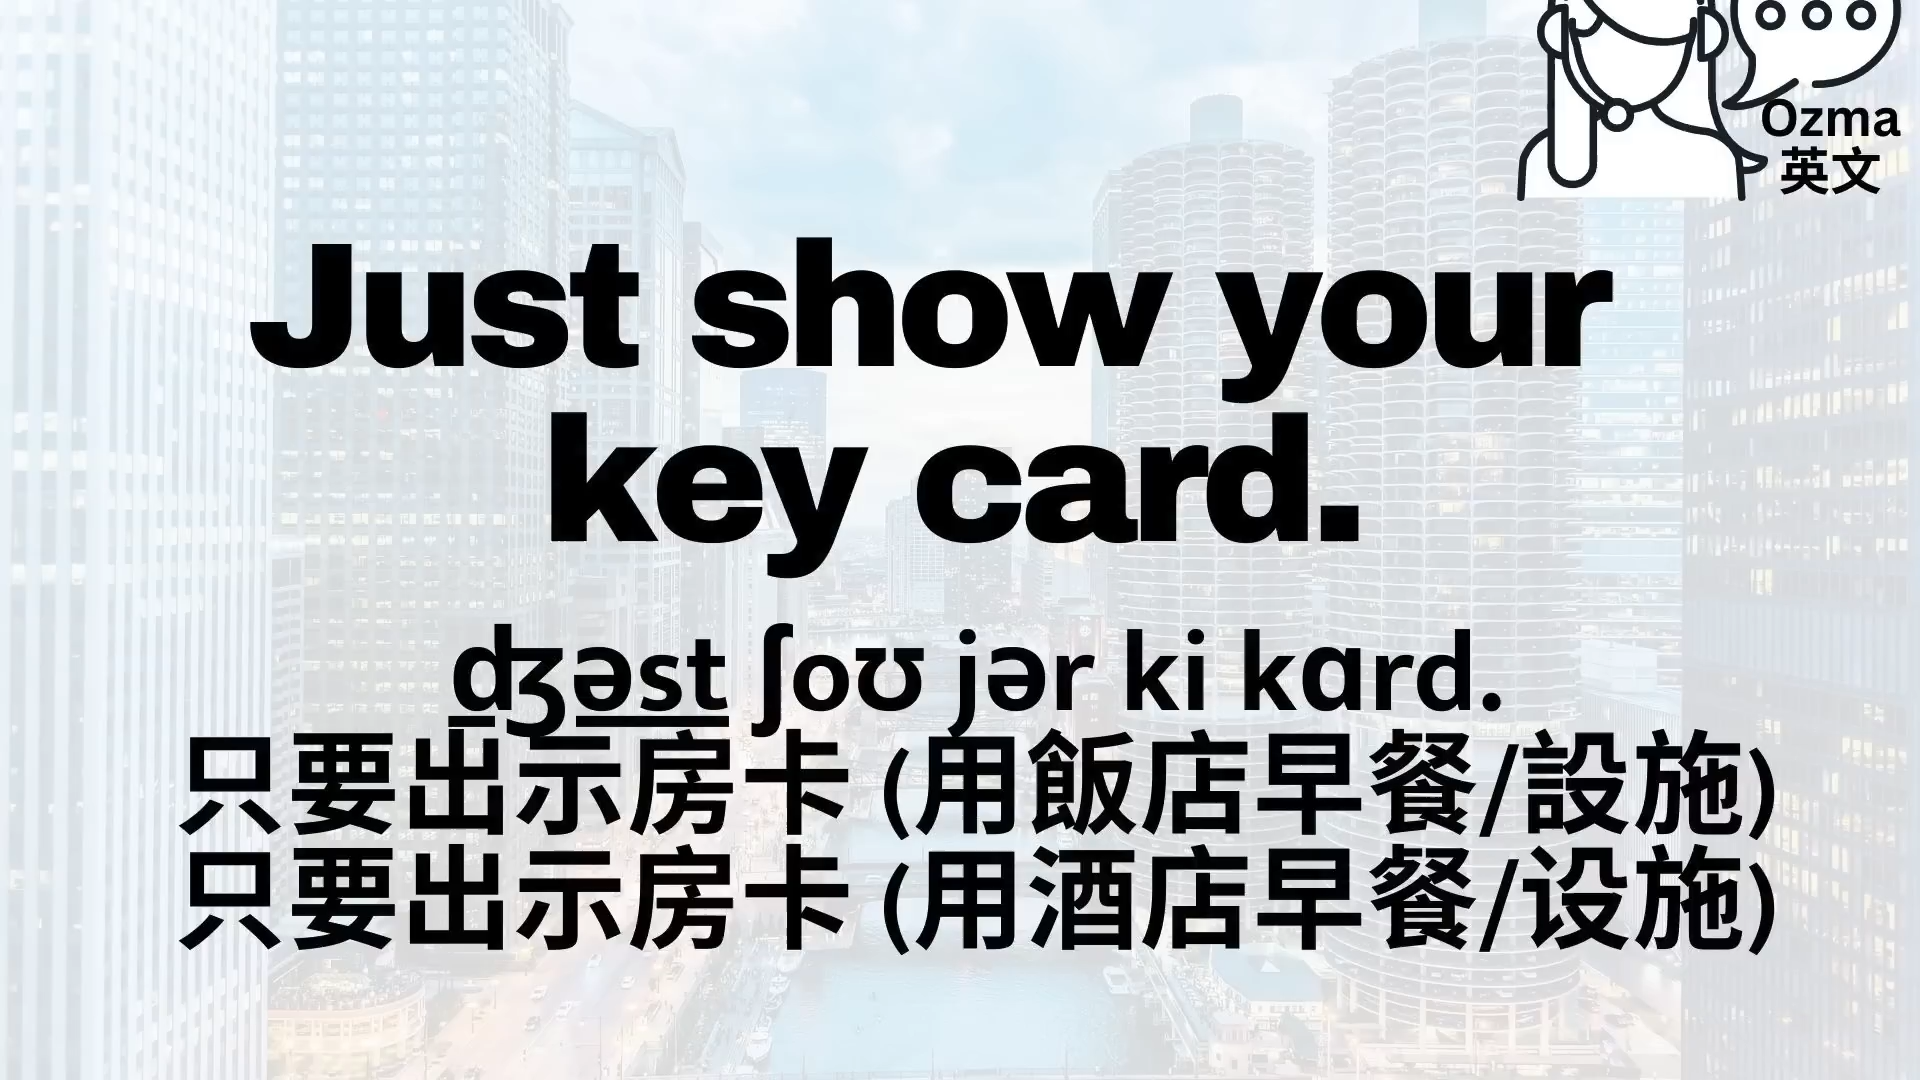 Ozma
英文
Just show your
key card.
ʤəst ʃoʊ jər ki kɑrd.
只要出示房卡 (用飯店早餐/設施)
只要出示房卡 (用酒店早餐/设施)